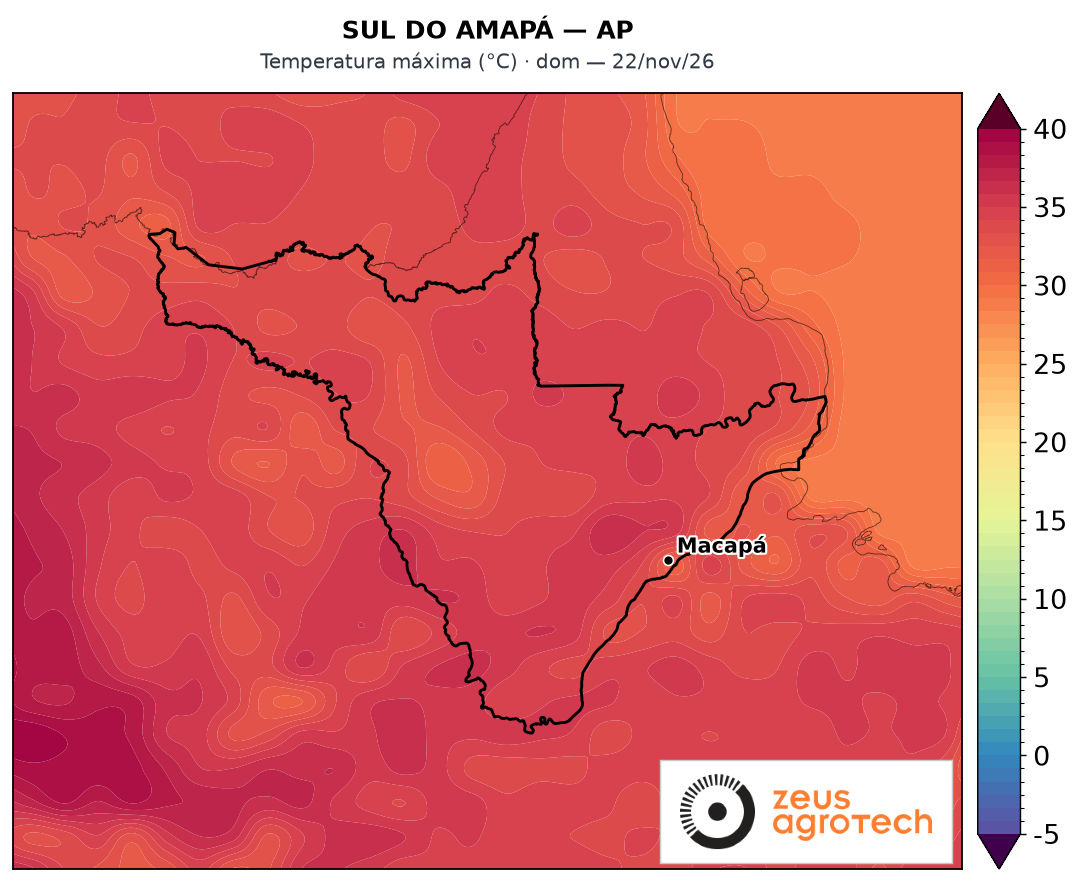 SUL DO AMAPÁ — AP
Temperatura máxima (°C) · dom — 22/nov/26
40
35
30
25
20
15
10
5
0
-5
Macapá
zeus
agrotech